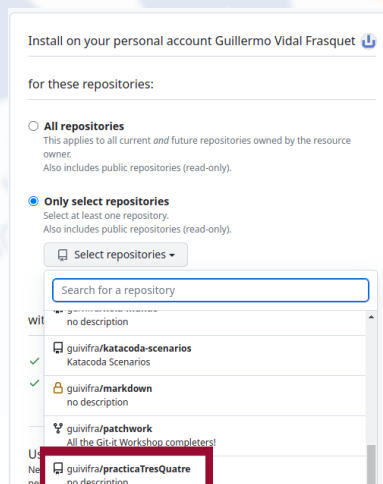 Install on your personal account Guillermo Vidal Frasquet
for these repositories:
All repositories
This applies to all current and future repositories owned by the resource
owner.
Also includes public repositories (read-only).
Only select repositories
Select at least one repository.
Also includes public repositories (read-only).
Select repositories
Search for a repository
no description
wit
guivifra/katacoda-scenarios
Katacoda Scenarios
guivifra/markdown
no description
guivifra/patchwork
All the Git-it Workshop completers!
Us
guivifra/practicaTresQuatre
Ne
no description